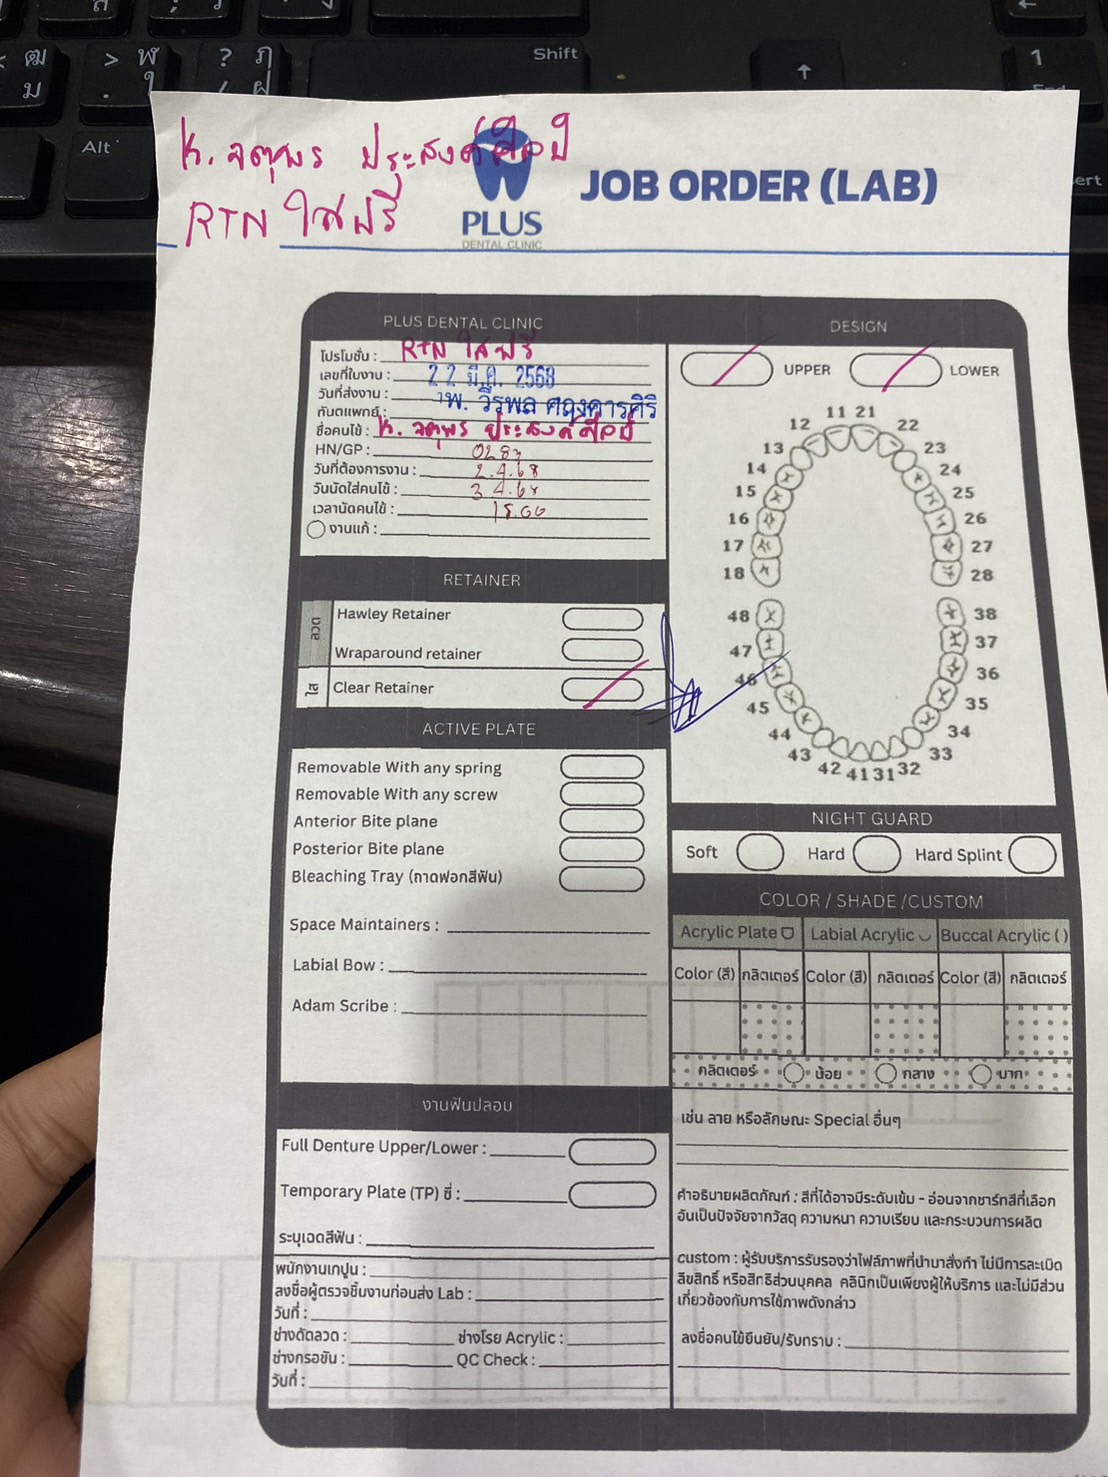 K. จตุพร ประสงค์ศิลป์
RTN ใสฟรี
PLUS
DENTAL CLINIC
JOB ORDER (LAB)
PLUS DENTAL CLINIC
โปรโมชั่น : RTN ใสฟรี
เลขที่ใบงาน :
วันที่ส่งงาน : 22 มี.ค. 2568
ทันตแพทย์ : ทพ. วีรพล
ชื่อคนไข้ : K. จตุพร ประสงค์ศิลป์
HN/GP :
วันที่ต้องการงาน : 2.4.68
วันนัดใส่คนไข้ : 3.4.68
เวลานัดคนไข้ : 15.00
งานแก้ :
RETAINER
ลวด
Hawley Retainer
Wraparound retainer
ใส
Clear Retainer
ACTIVE PLATE
Removable With any spring
Removable With any screw
Anterior Bite plane
Posterior Bite plane
Bleaching Tray (ถาดฟอกสีฟัน)
Space Maintainers :
Labial Bow :
Adam Scribe :
งานฟันปลอม
Full Denture Upper/Lower :
Temporary Plate (TP) ซี่ :
ระบุเฉดสีฟัน :
พนักงานเทปูน :
ลงชื่อผู้ตรวจชิ้นงานก่อนส่ง Lab :
วันที่ :
ช่างดัดลวด : ช่างโรย Acrylic :
ช่างกรอขัน : QC Check :
วันที่ :
DESIGN
UPPER LOWER
11 21
12 22
13 23
14 24
15 25
16 26
17 27
18 28
48 38
47 37
46 36
45 35
44 34
43 33
42 41 31 32
NIGHT GUARD
Soft Hard Hard Splint
COLOR / SHADE /CUSTOM
Acrylic Plate Labial Acrylic Buccal Acrylic ( )
Color (สี) กลิตเตอร์ Color (สี) กลิตเตอร์ Color (สี) กลิตเตอร์
กลิตเตอร์ น้อย กลาง มาก
เช่น ลาย หรือลักษณะ Special อื่นๆ
คำอธิบายผลิตภัณฑ์ : สีที่ได้อาจมีระดับเข้ม - อ่อนจากชาร์ทสีที่เลือก
อันเป็นปัจจัยจากวัสดุ ความหนา ความเรียบ และกระบวนการผลิต
custom : ผู้รับบริการรับรองว่าไฟล์ภาพที่นำมาสั่งทำ ไม่มีการละเมิด
ลิขสิทธิ์ หรือสิทธิส่วนบุคคล คลินิกเป็นเพียงผู้ให้บริการ และไม่มีส่วน
เกี่ยวข้องกับการใช้ภาพดังกล่าว
ลงชื่อคนไข้ยืนยัน/รับทราบ :
Shift
Alt